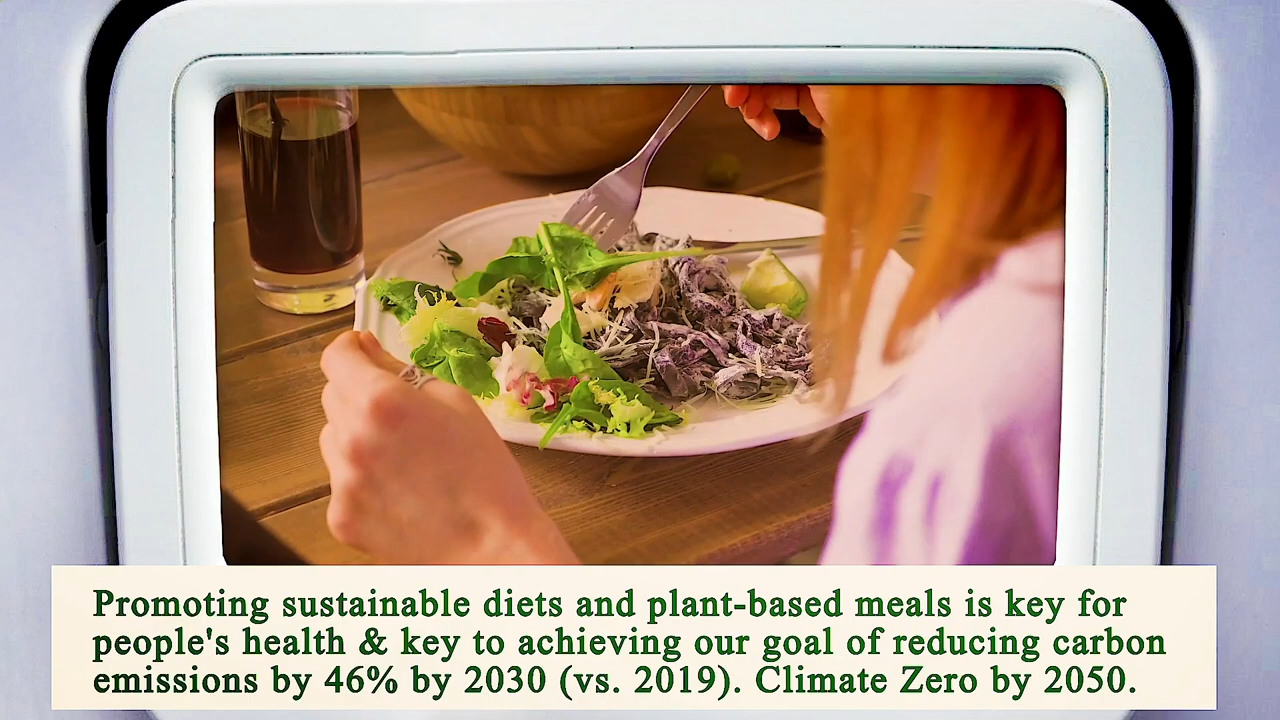 Promoting sustainable diets and plant-based meals is key for
people's health & key to achieving our goal of reducing carbon
emissions by 46% by 2030 (vs. 2019). Climate Zero by 2050.